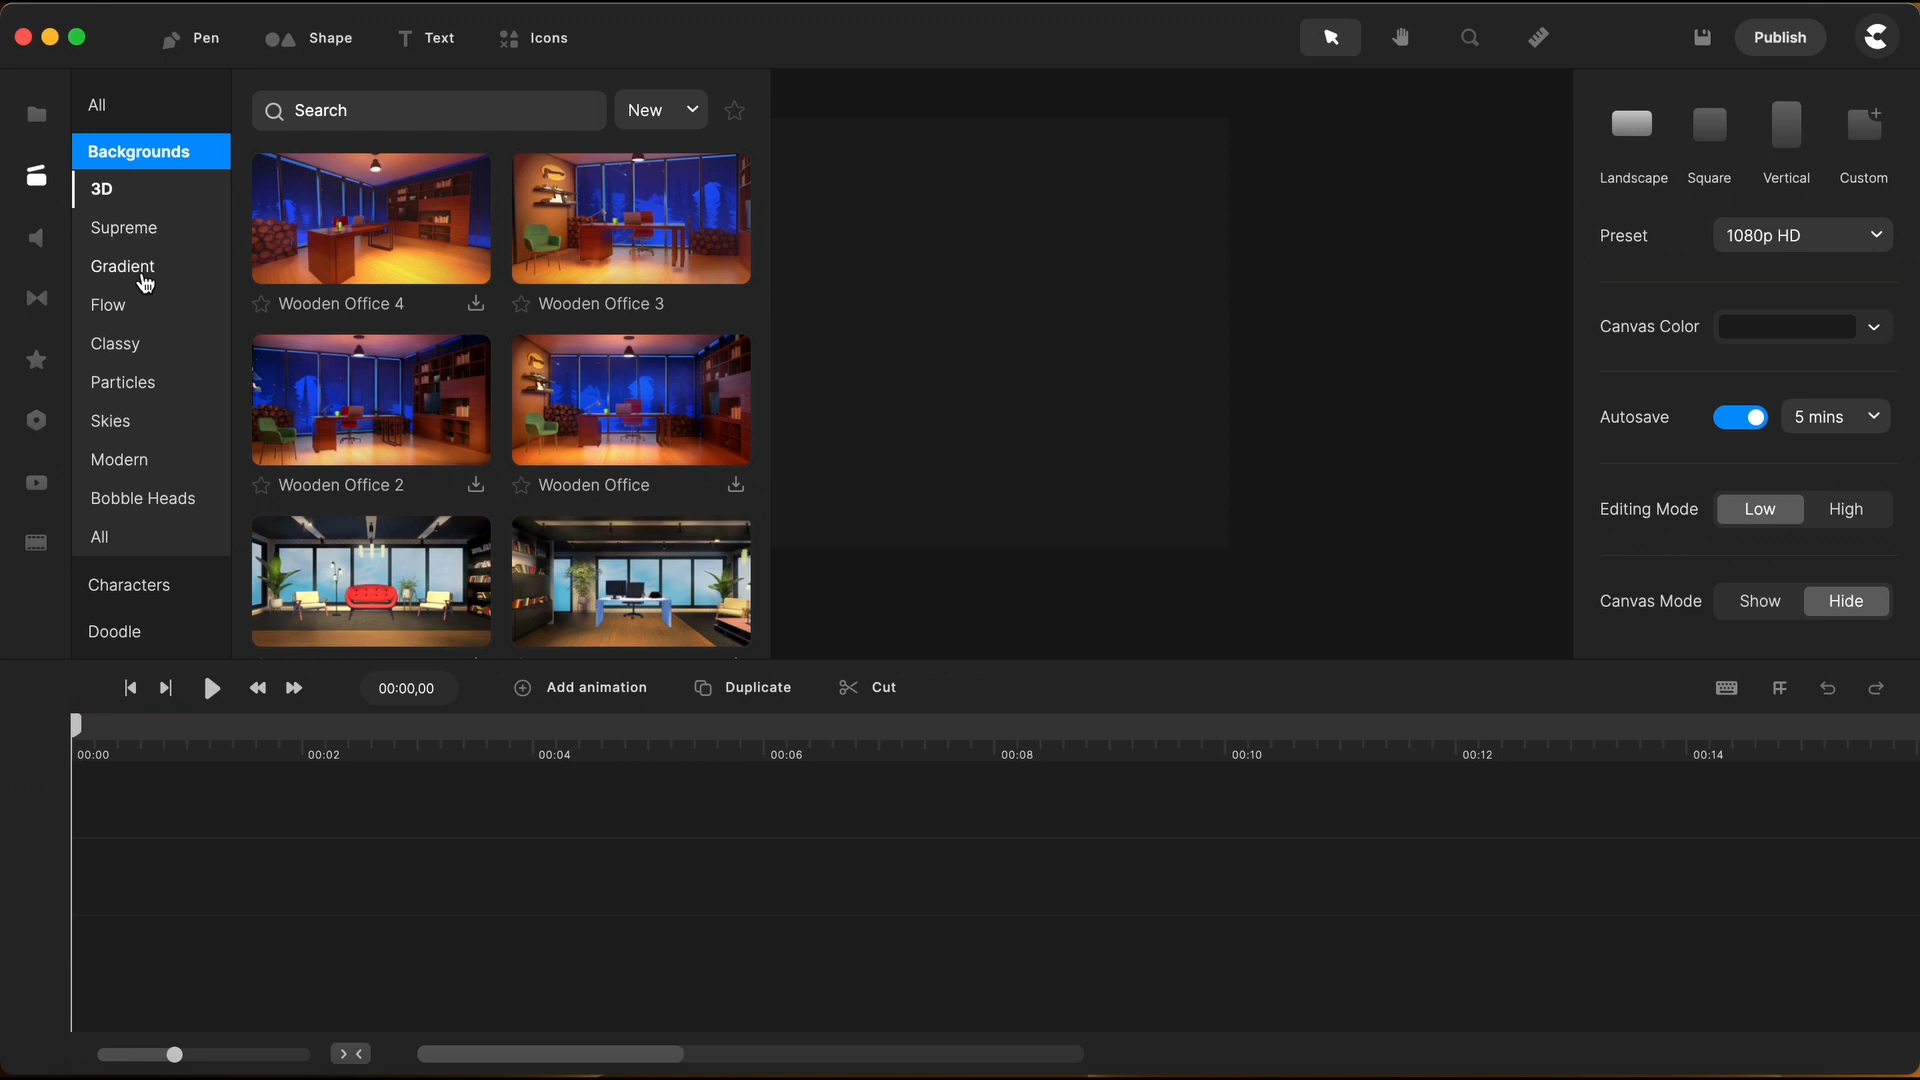 Pen
Shape
Text
Icons
Publish
All
Backgrounds
3D
Supreme
Gradient
Flow
Classy
Particles
Skies
Modern
Bobble Heads
All
Characters
Doodle
Search
New
Wooden Office 4
Wooden Office 3
Wooden Office 2
Wooden Office
Landscape Square Vertical Custom
Preset 1080p HD
Canvas Color
Autosave 5 mins
Editing Mode Low High
Canvas Mode Show Hide
00:00,00
Add animation
Duplicate
Cut
00:00 00:02 00:04 00:06 00:08 00:10 00:12 00:14